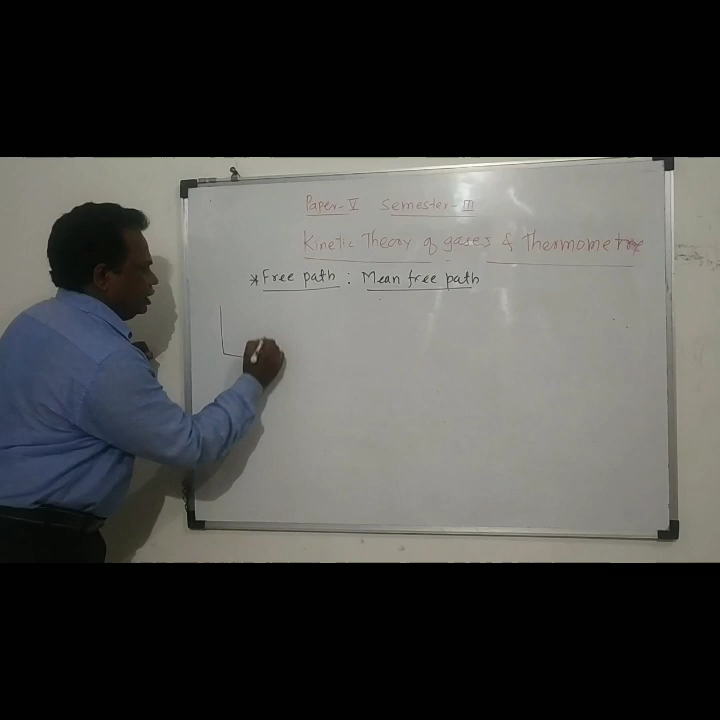 Paper-V Semester-III
Kinetic Theory of gases & Thermometry
*Free path : Mean free path